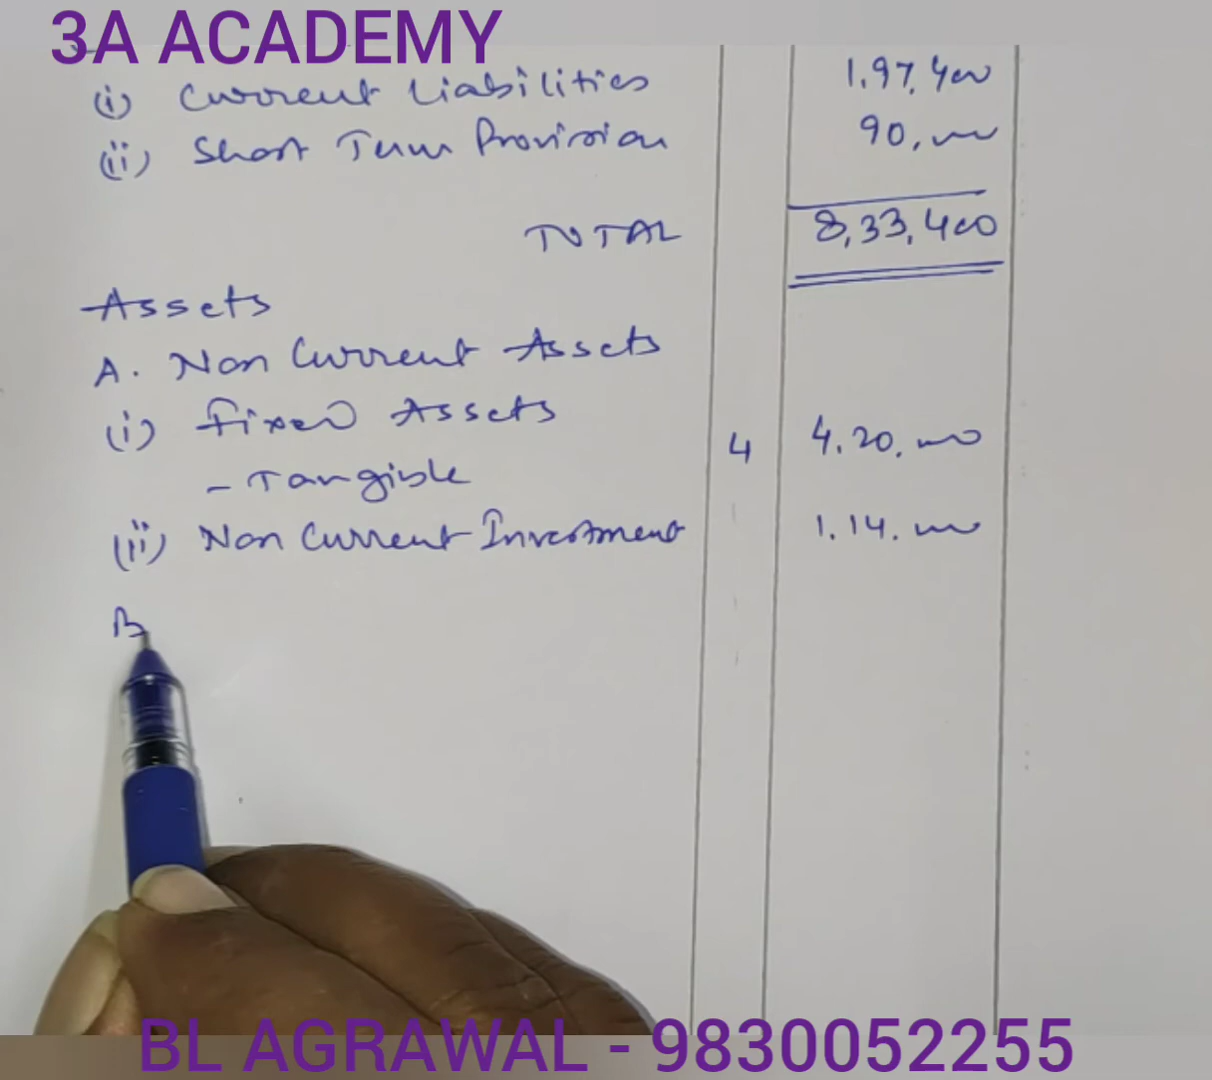 3A ACADEMY
(i) Current Liabilities 1,97,400
(ii) Short Term Provision 90,000
TOTAL 8,33,400
Assets
A. Non Current Assets
(i) Fixed Assets
- Tangible 4 4,20,000
(ii) Non Current Investment 1,14,000
B
BL AGRAWAL - 9830052255